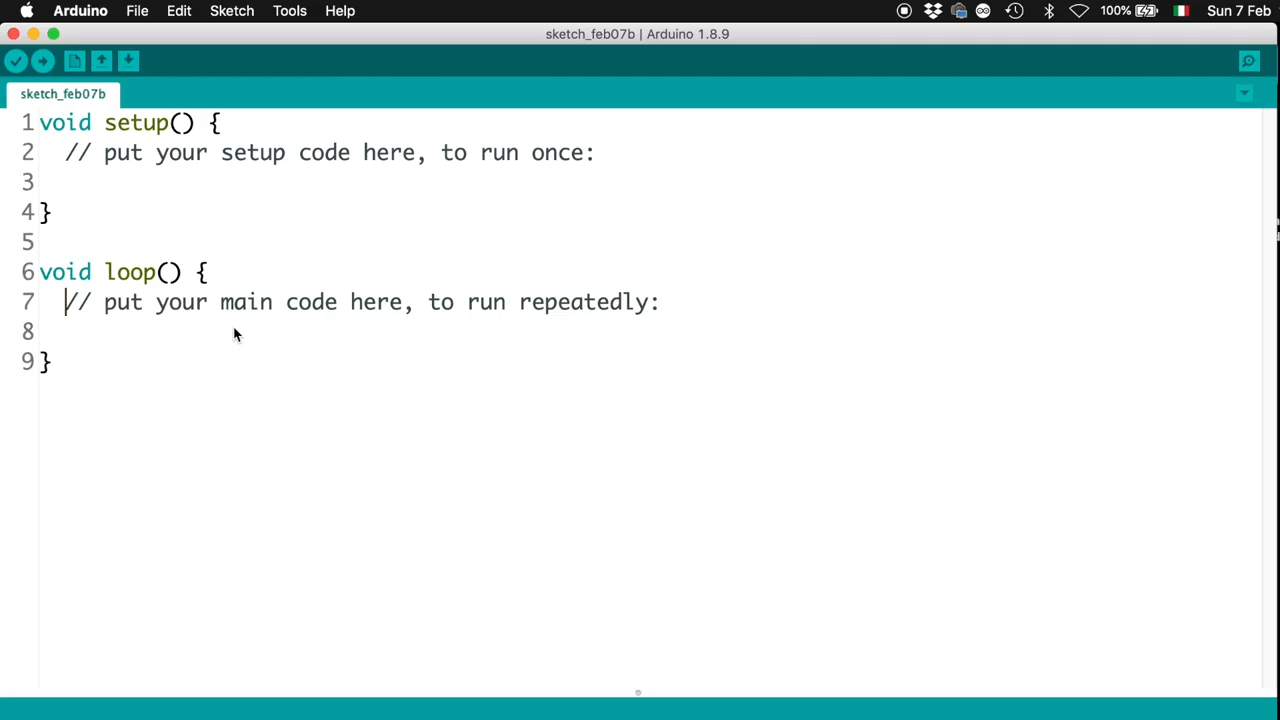 Arduino File Edit Sketch Tools Help 100% Sun 7 Feb
sketch_feb07b | Arduino 1.8.9
sketch_feb07b
1 void setup() {
2   // put your setup code here, to run once:
3
4 }
5
6 void loop() {
7   // put your main code here, to run repeatedly:
8
9 }